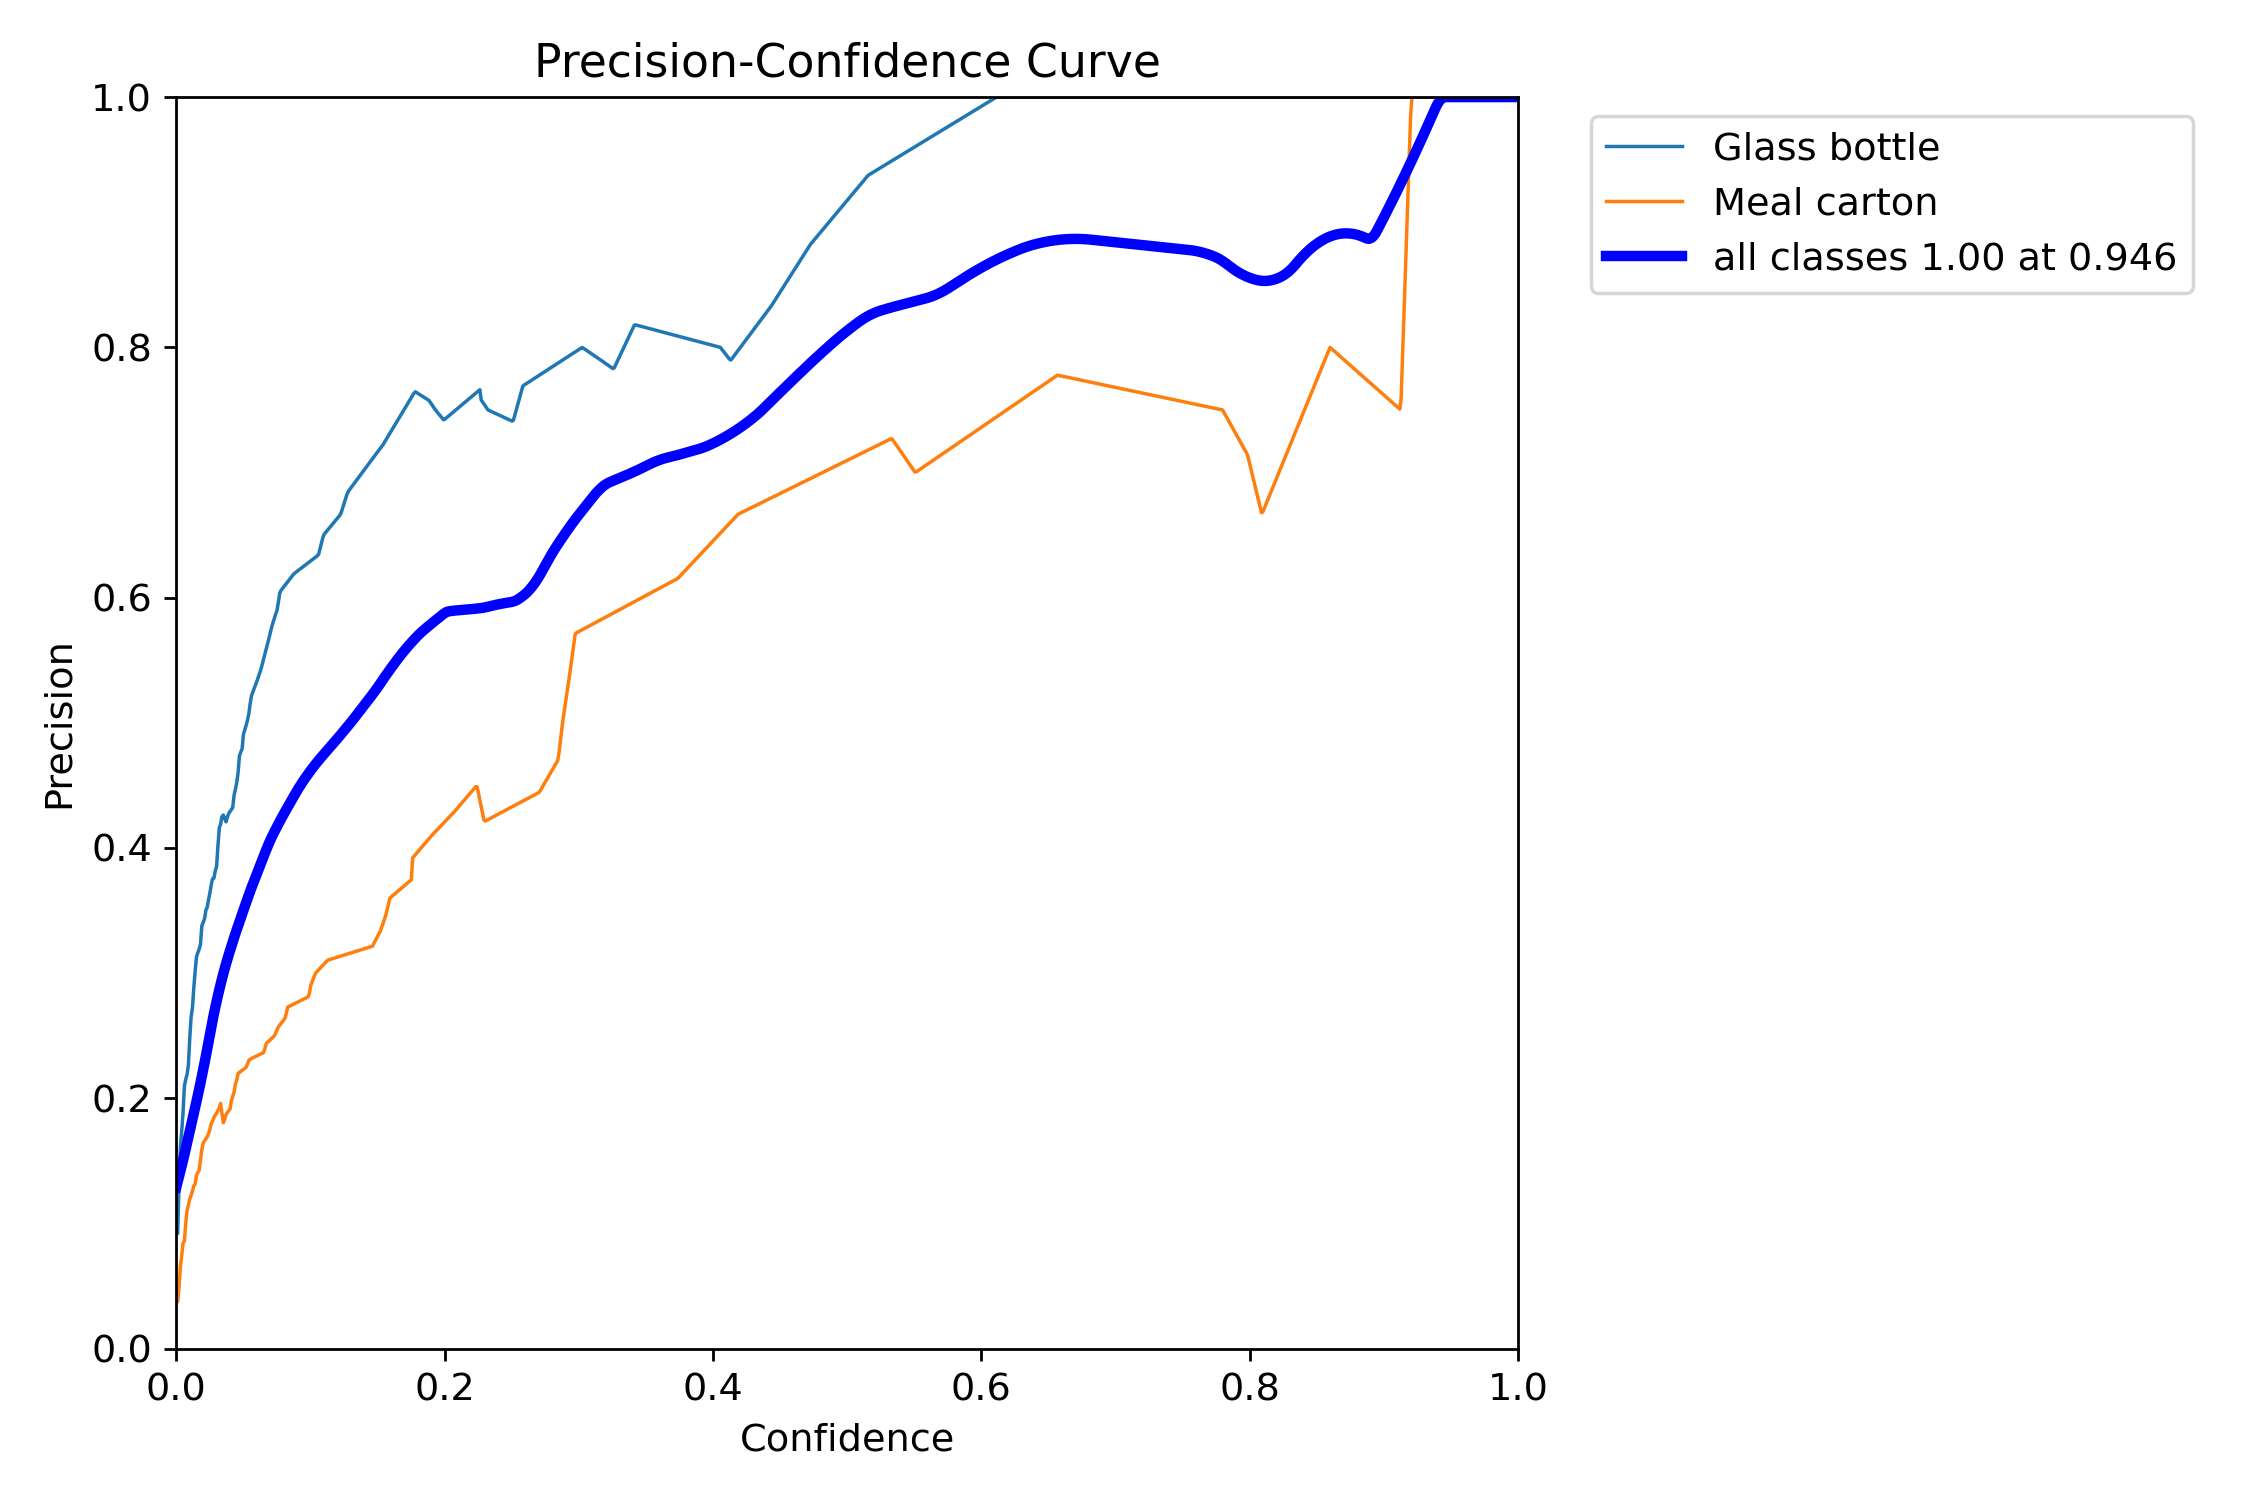 Precision-Confidence Curve
1.0
0.8
0.6
0.4
0.2
0.0
Precision
0.0 0.2 0.4 0.6 0.8 1.0
Confidence
Glass bottle
Meal carton
all classes 1.00 at 0.946